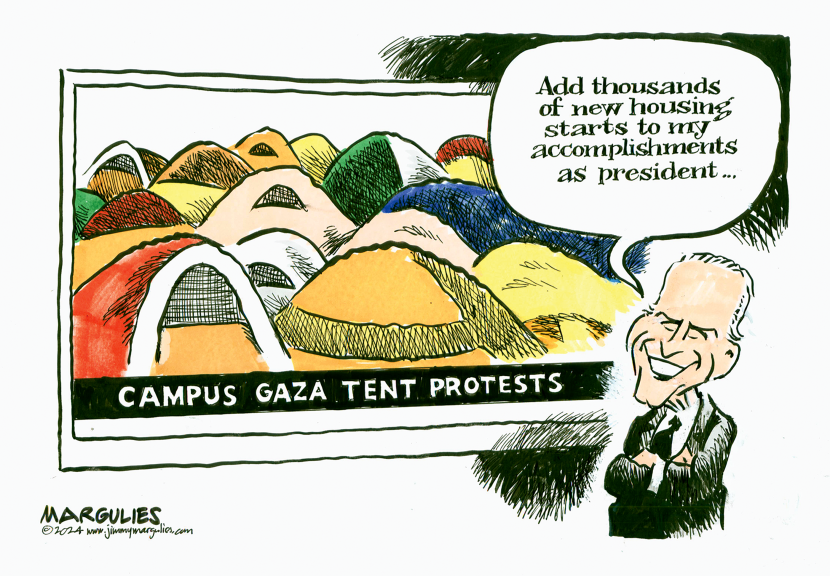 Add thousands
of new housing
starts to my
accomplishments
as president...
CAMPUS GAZA TENT PROTESTS
MARGULIES
©2024 www.jimmymargulies.com